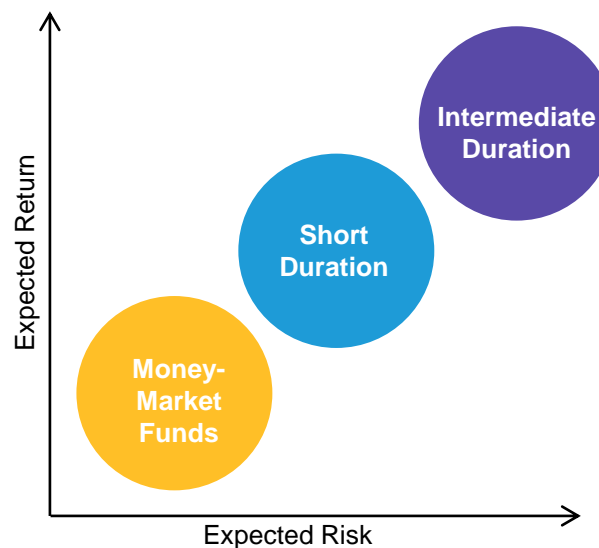 Expected Return
Intermediate
Duration
Short
Duration
Money-
Market
Funds
Expected Risk